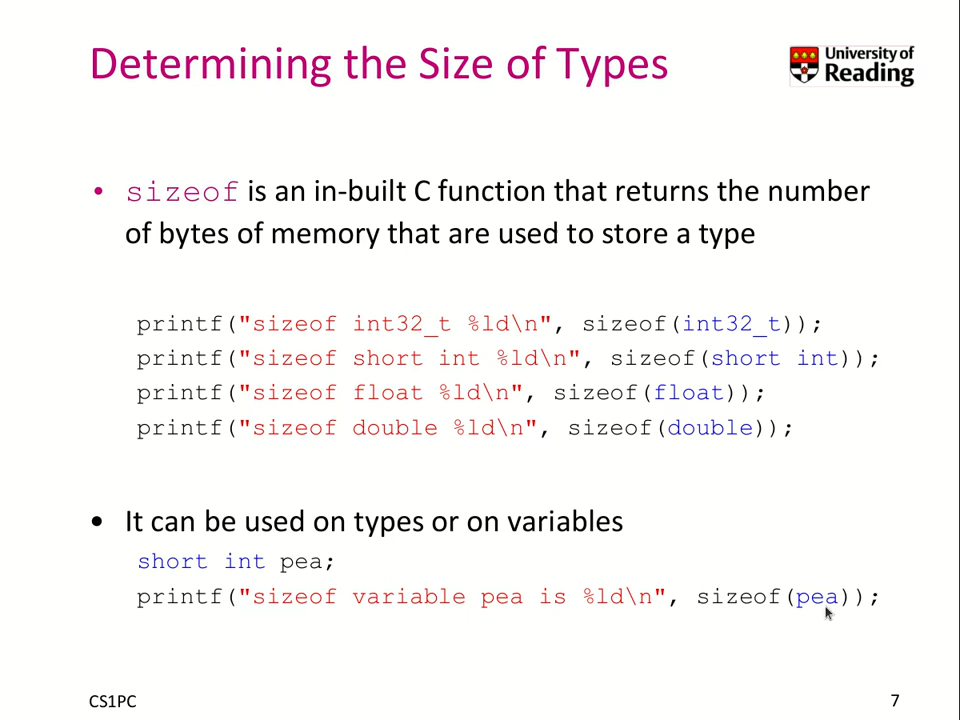 Determining the Size of Types
University of
Reading
• sizeof is an in-built C function that returns the number
of bytes of memory that are used to store a type
printf("sizeof int32_t %ld\n", sizeof(int32_t));
printf("sizeof short int %ld\n", sizeof(short int));
printf("sizeof float %ld\n", sizeof(float));
printf("sizeof double %ld\n", sizeof(double));
• It can be used on types or on variables
short int pea;
printf("sizeof variable pea is %ld\n", sizeof(pea));
CS1PC
7